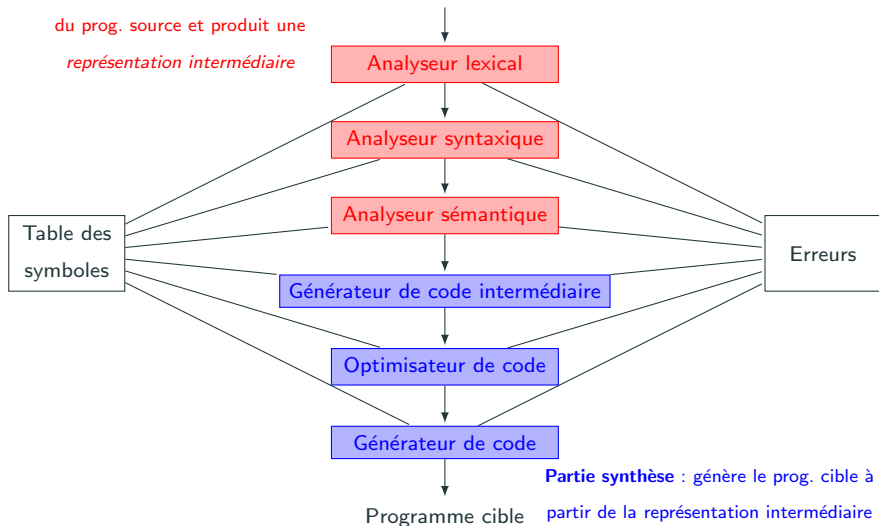 du prog. source et produit une
représentation intermédiaire
Analyseur lexical
Analyseur syntaxique
Analyseur sémantique
Table des
symboles
Erreurs
Générateur de code intermédiaire
Optimisateur de code
Générateur de code
Partie synthèse : génère le prog. cible à
partir de la représentation intermédiaire
Programme cible